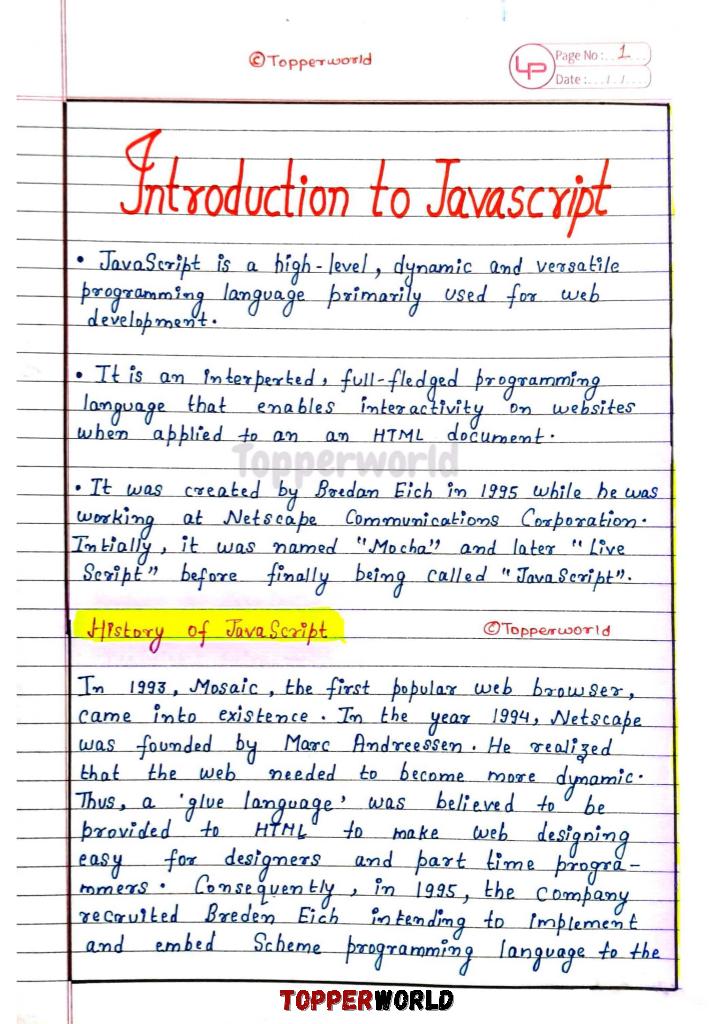 ©Topperworld
LP
Page No : . . 1 . . .
Date : . . . / . / . . . .
Introduction to Javascript
• JavaScript is a high-level, dynamic and versatile
programming language primarily used for web
development.
• It is an interperted, full-fledged programming
language that enables interactivity on websites
when applied to an an HTML document.
Topperworld
• It was created by Bredan Eich in 1995 while he was
working at Netscape Communications Corporation.
Intially, it was named "Mocha" and later "Live
Script" before finally being called "JavaScript".
History of JavaScript
©Topperworld
In 1993, Mosaic, the first popular web browser,
came into existence. In the year 1994, Netscape
was founded by Marc Andreessen. He realized
that the web needed to become more dynamic.
Thus, a 'glue language' was believed to be
provided to HTML to make web designing
easy for designers and part time progra-
mmers. Consequently, in 1995, the company
recruited Breden Eich intending to implement
and embed Scheme programming language to the
TOPPERWORLD